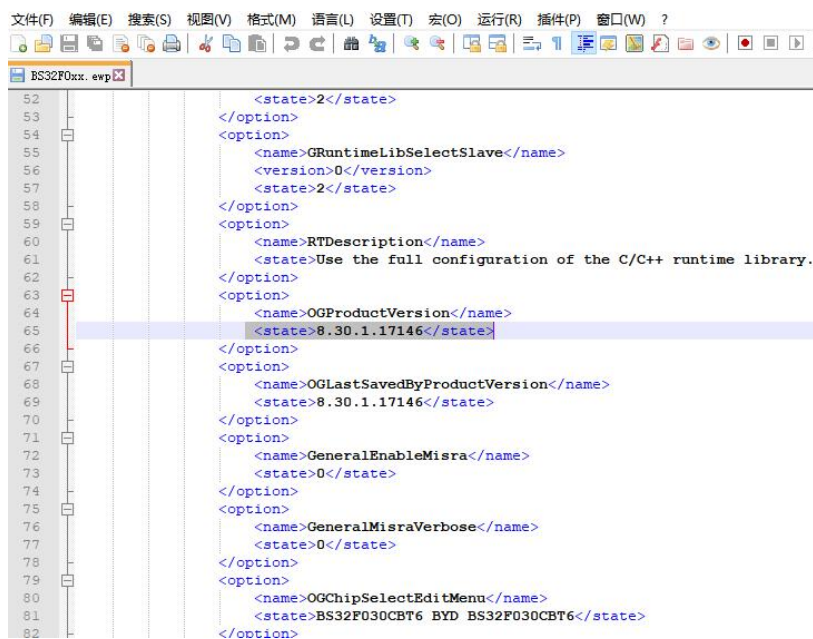 文件(F) 编辑(E) 搜索(S) 视图(V) 格式(M) 语言(L) 设置(T) 宏(O) 运行(R) 插件(P) 窗口(W) ?
BS32F0xx.ewp
52 <state>2</state>
53 </option>
54 <option>
55 <name>GRuntimeLibSelectSlave</name>
56 <version>0</version>
57 <state>2</state>
58 </option>
59 <option>
60 <name>RTDescription</name>
61 <state>Use the full configuration of the C/C++ runtime library.
62 </option>
63 <option>
64 <name>OGProductVersion</name>
65 <state>8.30.1.17146</state>
66 </option>
67 <option>
68 <name>OGLastSavedByProductVersion</name>
69 <state>8.30.1.17146</state>
70 </option>
71 <option>
72 <name>GeneralEnableMisra</name>
73 <state>0</state>
74 </option>
75 <option>
76 <name>GeneralMisraVerbose</name>
77 <state>0</state>
78 </option>
79 <option>
80 <name>OGChipSelectEditMenu</name>
81 <state>BS32F030CBT6 BYD BS32F030CBT6</state>
82 </option>